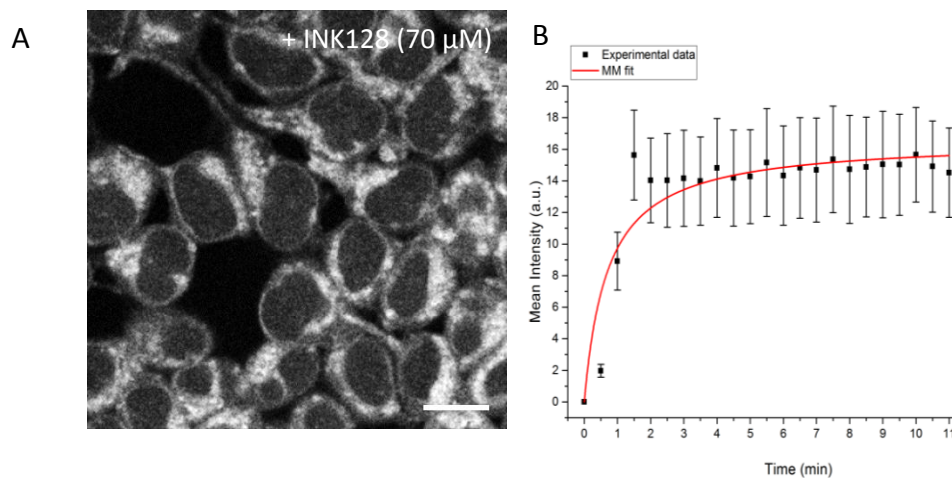 A
+ INK128 (70 µM)
B
Experimental data
MM fit
20
18
16
14
12
10
8
6
4
2
0
Mean Intensity (a.u.)
0 1 2 3 4 5 6 7 8 9 10 11
Time (min)